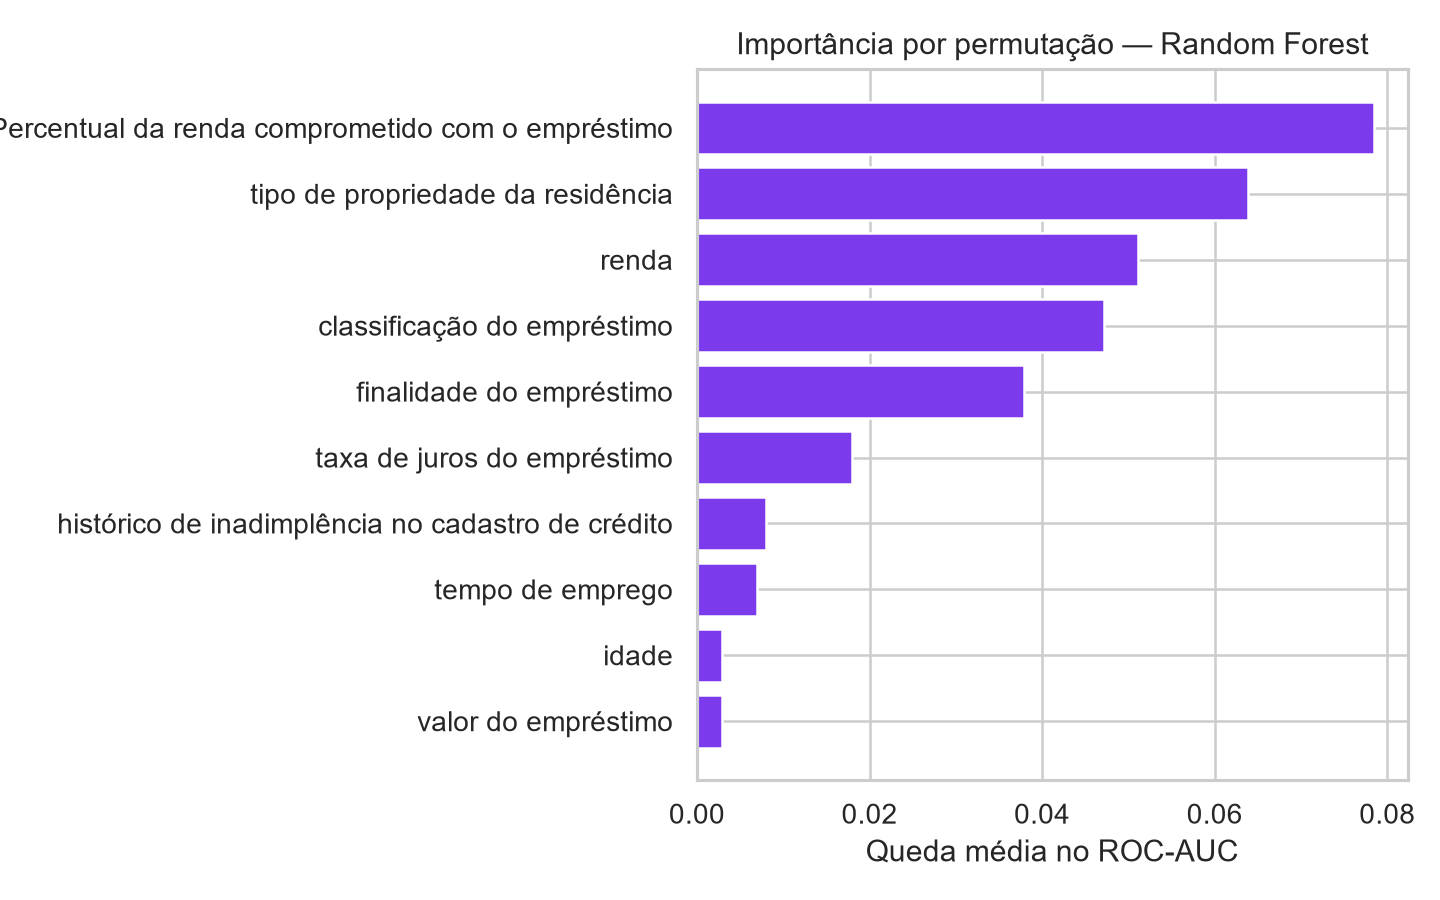 Importância por permutação — Random Forest
Percentual da renda comprometido com o empréstimo
tipo de propriedade da residência
renda
classificação do empréstimo
finalidade do empréstimo
taxa de juros do empréstimo
histórico de inadimplência no cadastro de crédito
tempo de emprego
idade
valor do empréstimo
0.00 0.02 0.04 0.06 0.08
Queda média no ROC-AUC